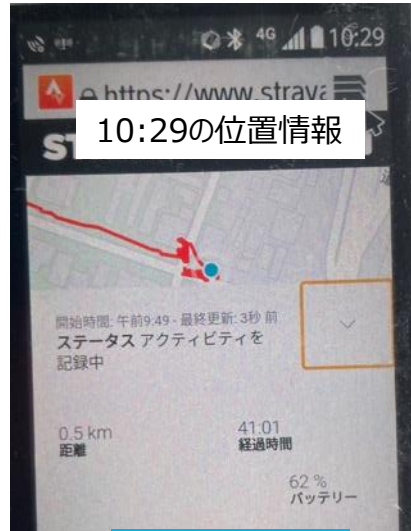 4G 10:29
https://www.strava
10:29の位置情報
ST
開始時間: 午前9:49 - 最終更新: 3秒 前
ステータス アクティビティを
記録中
0.5 km
距離
41:01
経過時間
62 %
バッテリー